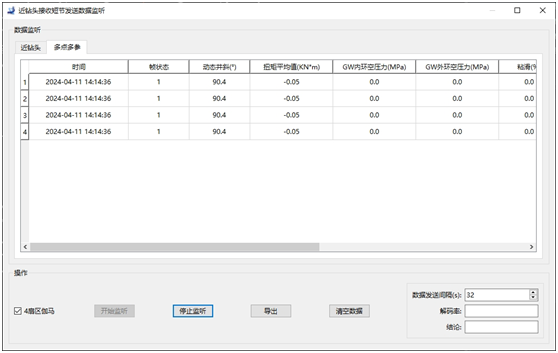 近钻头接收短节发送数据监听
数据监听
近钻头 多点多参
时间 帧状态 动态井斜(°) 扭矩平均值(KN*m) GW内环空压力(MPa) GW外环空压力(MPa) 粘滑(%
1 2024-04-11 14:14:36 1 90.4 -0.05 0.0 0.0 0.0
2 2024-04-11 14:14:36 1 90.4 -0.05 0.0 0.0 0.0
3 2024-04-11 14:14:36 1 90.4 -0.05 0.0 0.0 0.0
4 2024-04-11 14:14:36 1 90.4 -0.05 0.0 0.0 0.0
操作
数据发送间隔(s): 32
4扇区伽马 开始监听 停止监听 导出 清空数据 解码率:
结论: